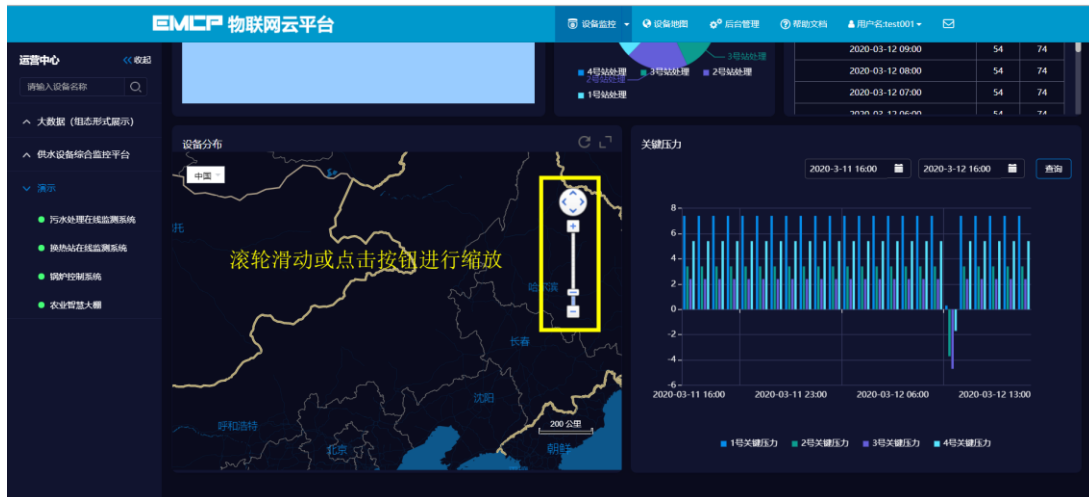 EMCP 物联网云平台
设备监控
设备地图
后台管理
帮助文档
用户名:test001
运营中心
收起
请输入设备名称
大数据（组态形式展示）
供水设备综合监控平台
演示
污水处理在线监测系统
换热站在线监测系统
锅炉控制系统
农业智慧大棚
3号站处理
2号站处理
4号站处理 3号站处理 2号站处理
1号站处理
2020-03-12 09:00 54 74
2020-03-12 08:00 54 74
2020-03-12 07:00 54 74
2020-03-12 06:00 54 74
设备分布
中国
滚轮滑动或点击按钮进行缩放
哈尔滨
长春
沈阳
呼和浩特
北京
朝鲜
200 公里
关键压力
2020-3-11 16:00
2020-3-12 16:00
查询
8
6
4
2
0
-2
-4
-6
2020-03-11 16:00 2020-03-11 23:00 2020-03-12 06:00 2020-03-12 13:00
1号关键压力 2号关键压力 3号关键压力 4号关键压力